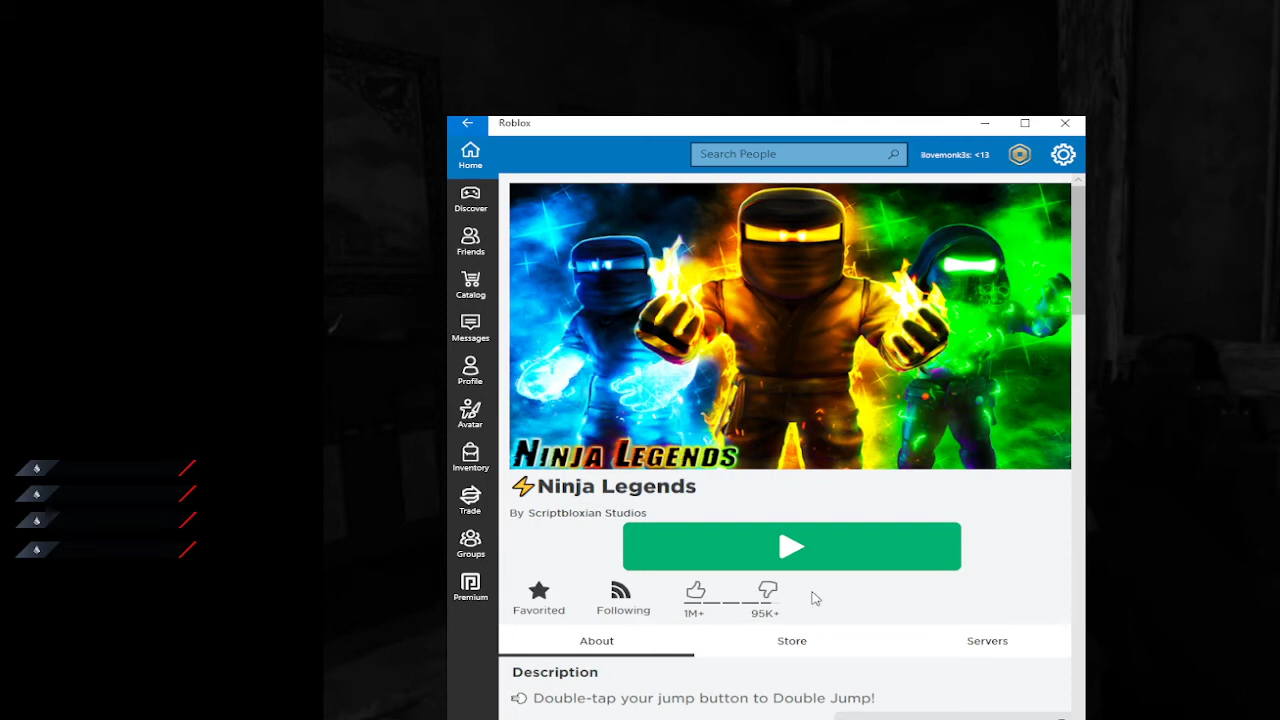 Roblox
Home
Search People
ilovemonk3s: <13
Discover
Friends
Catalog
Messages
Profile
Avatar
Inventory
Trade
Groups
Premium
NINJA LEGENDS
⚡Ninja Legends
By Scriptbloxian Studios
Favorited
Following
1M+
95K+
About
Store
Servers
Description
Double-tap your jump button to Double Jump!